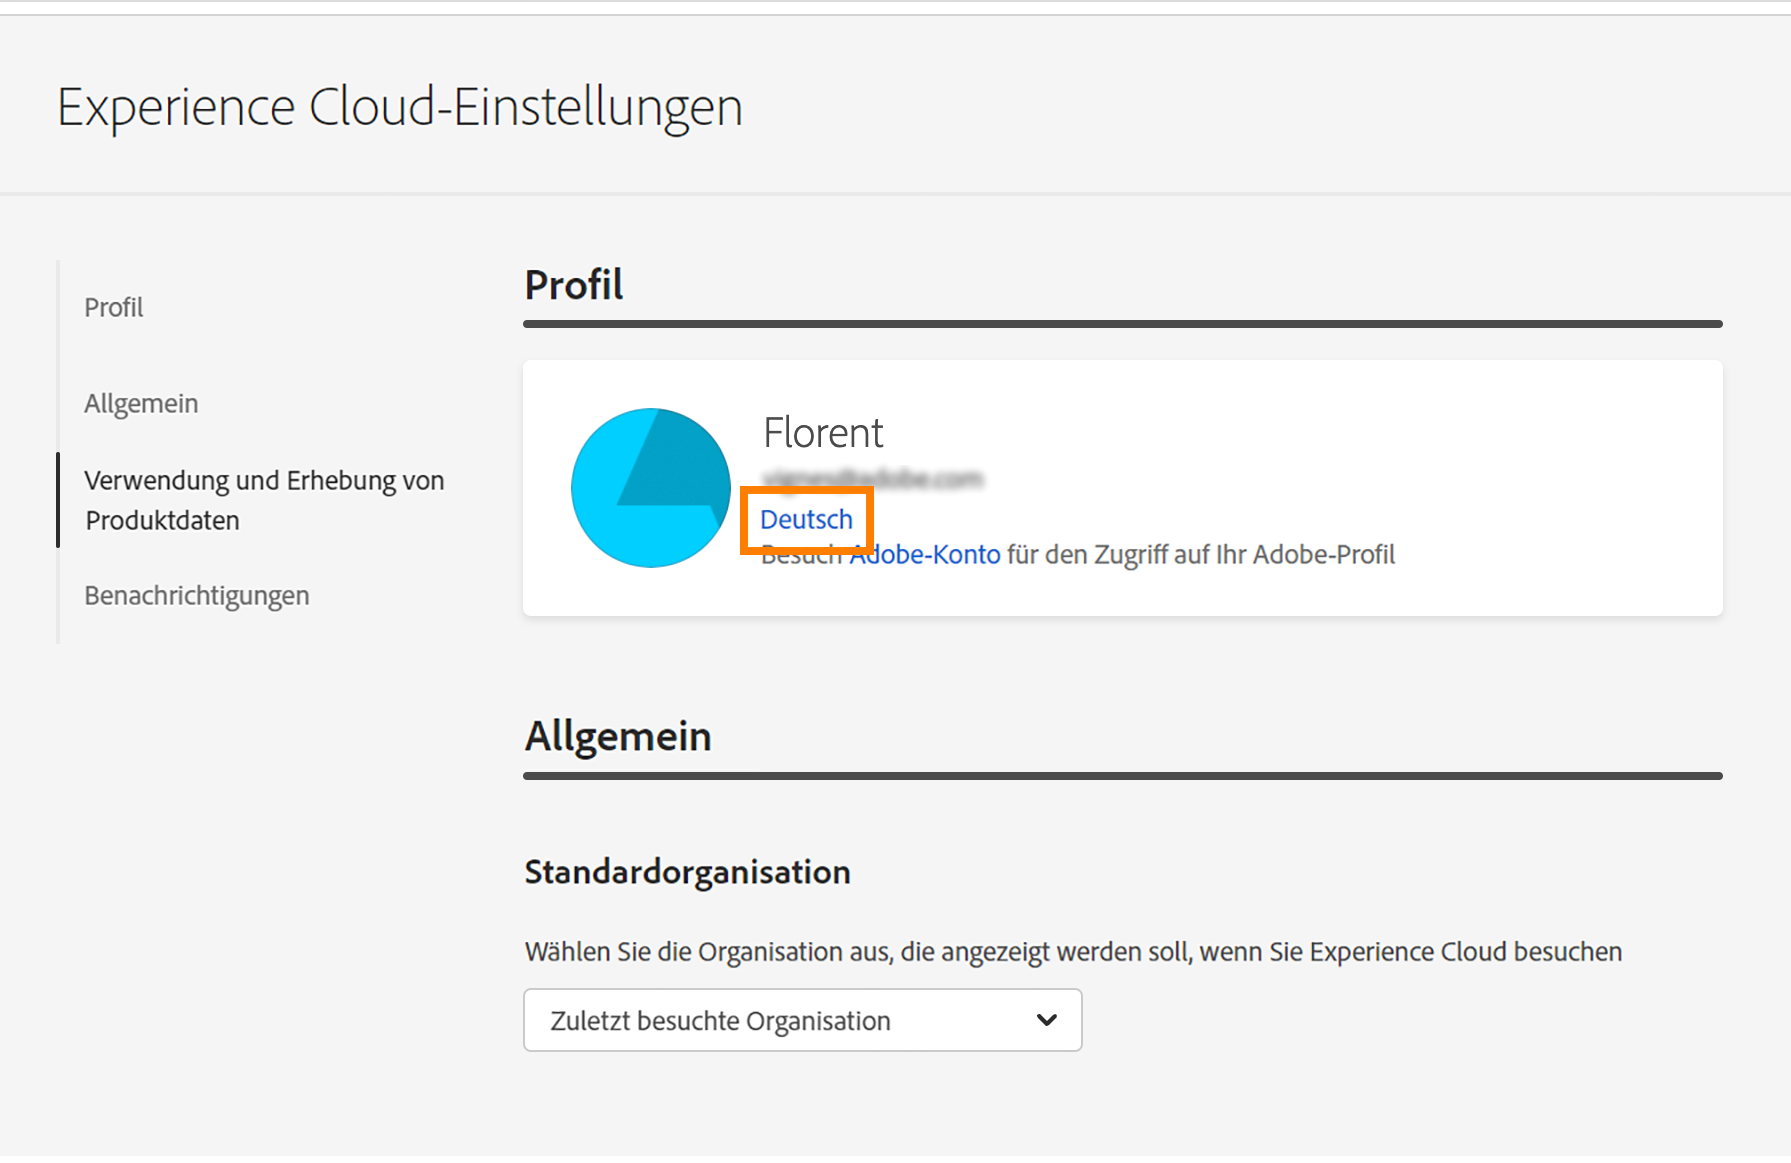 Experience Cloud-Einstellungen
Profil
Allgemein
Verwendung und Erhebung von
Produktdaten
Benachrichtigungen
Profil
Florent
Deutsch
Besuch Adobe-Konto für den Zugriff auf Ihr Adobe-Profil
Allgemein
Standardorganisation
Wählen Sie die Organisation aus, die angezeigt werden soll, wenn Sie Experience Cloud besuchen
Zuletzt besuchte Organisation